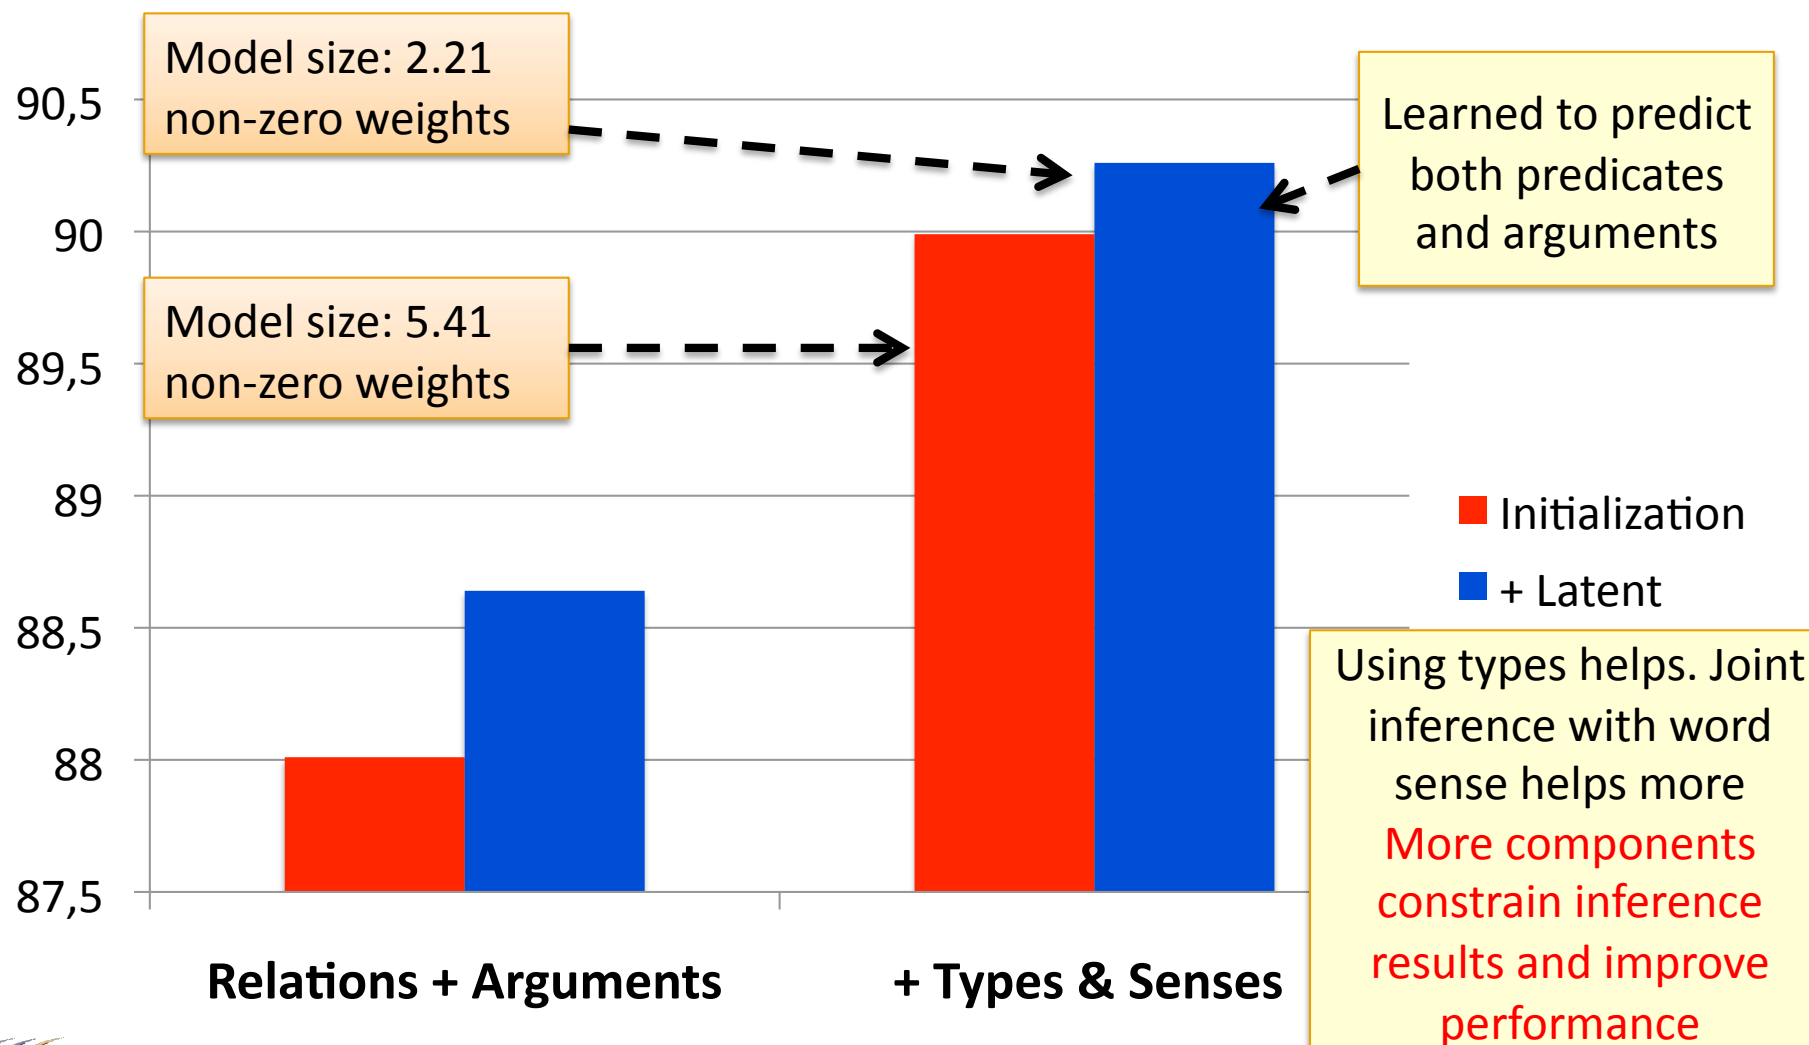 Model size: 2.21
non-zero weights
Learned to predict
both predicates
and arguments
Model size: 5.41
non-zero weights
90,5
90
89,5
89
88,5
88
87,5
Initialization
+ Latent
Using types helps. Joint
inference with word
sense helps more
More components
constrain inference
results and improve
performance
Relations + Arguments
+ Types & Senses